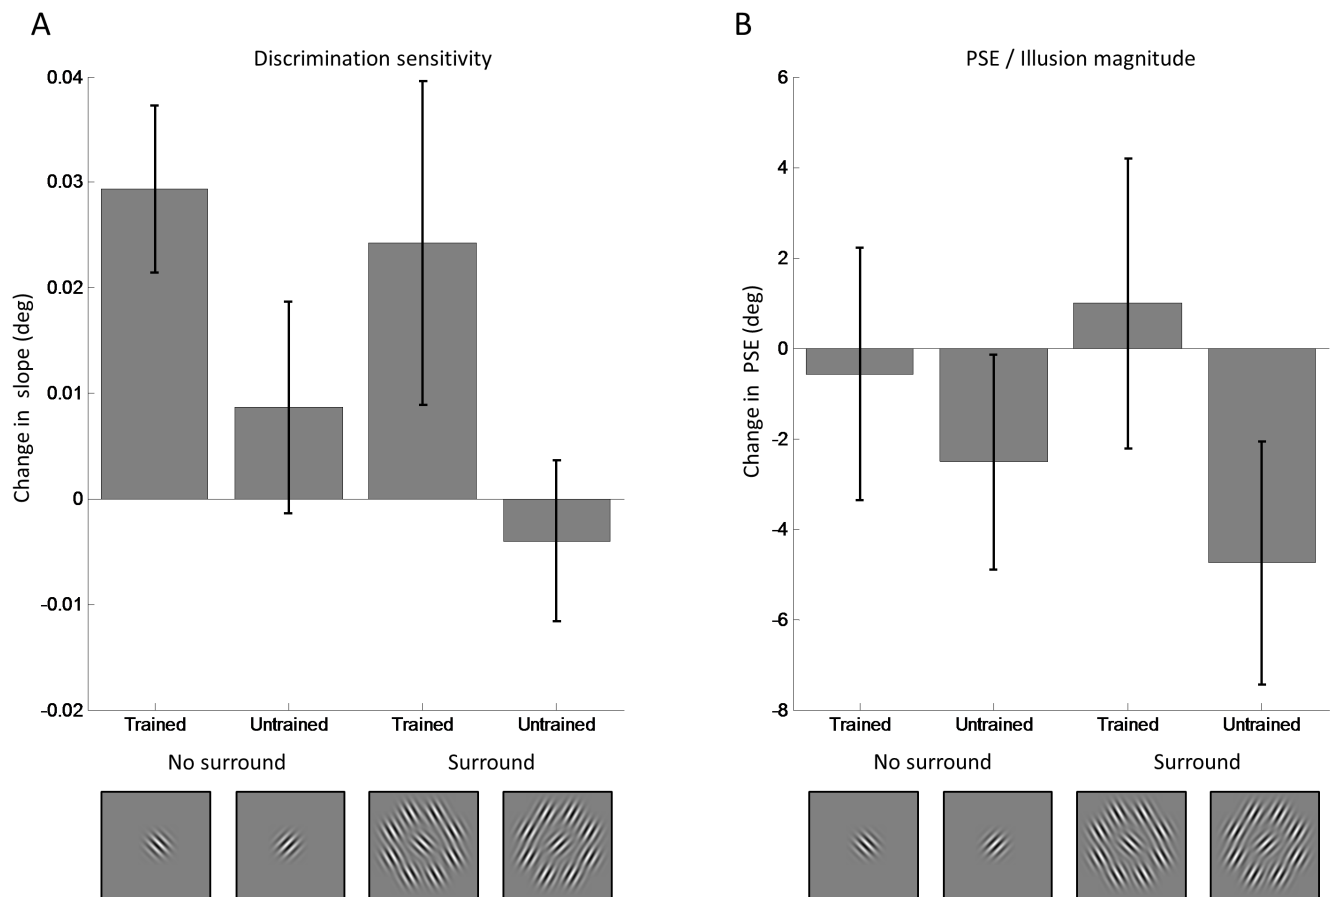 A
Discrimination sensitivity
Change in slope (deg)
0.04
0.03
0.02
0.01
0
-0.01
-0.02
Trained Untrained Trained Untrained
No surround Surround
B
PSE / Illusion magnitude
Change in PSE (deg)
6
4
2
0
-2
-4
-6
-8
Trained Untrained Trained Untrained
No surround Surround